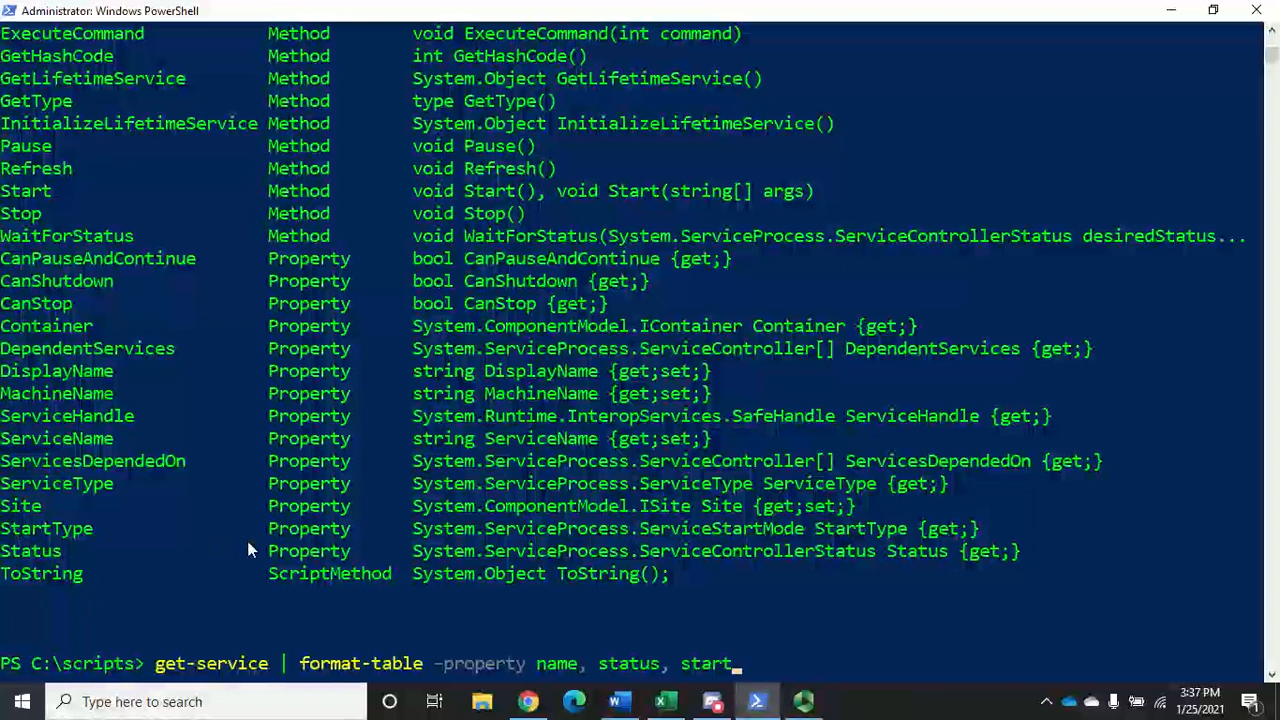 Administrator: Windows PowerShell
ExecuteCommand Method void ExecuteCommand(int command)
GetHashCode Method int GetHashCode()
GetLifetimeService Method System.Object GetLifetimeService()
GetType Method type GetType()
InitializeLifetimeService Method System.Object InitializeLifetimeService()
Pause Method void Pause()
Refresh Method void Refresh()
Start Method void Start(), void Start(string[] args)
Stop Method void Stop()
WaitForStatus Method void WaitForStatus(System.ServiceProcess.ServiceControllerStatus desiredStatus...
CanPauseAndContinue Property bool CanPauseAndContinue {get;}
CanShutdown Property bool CanShutdown {get;}
CanStop Property bool CanStop {get;}
Container Property System.ComponentModel.IContainer Container {get;}
DependentServices Property System.ServiceProcess.ServiceController[] DependentServices {get;}
DisplayName Property string DisplayName {get;set;}
MachineName Property string MachineName {get;set;}
ServiceHandle Property System.Runtime.InteropServices.SafeHandle ServiceHandle {get;}
ServiceName Property string ServiceName {get;set;}
ServicesDependedOn Property System.ServiceProcess.ServiceController[] ServicesDependedOn {get;}
ServiceType Property System.ServiceProcess.ServiceType ServiceType {get;}
Site Property System.ComponentModel.ISite Site {get;set;}
StartType Property System.ServiceProcess.ServiceStartMode StartType {get;}
Status Property System.ServiceProcess.ServiceControllerStatus Status {get;}
ToString ScriptMethod System.Object ToString();
PS C:\scripts> get-service | format-table -property name, status, start_
Type here to search
3:37 PM
1/25/2021